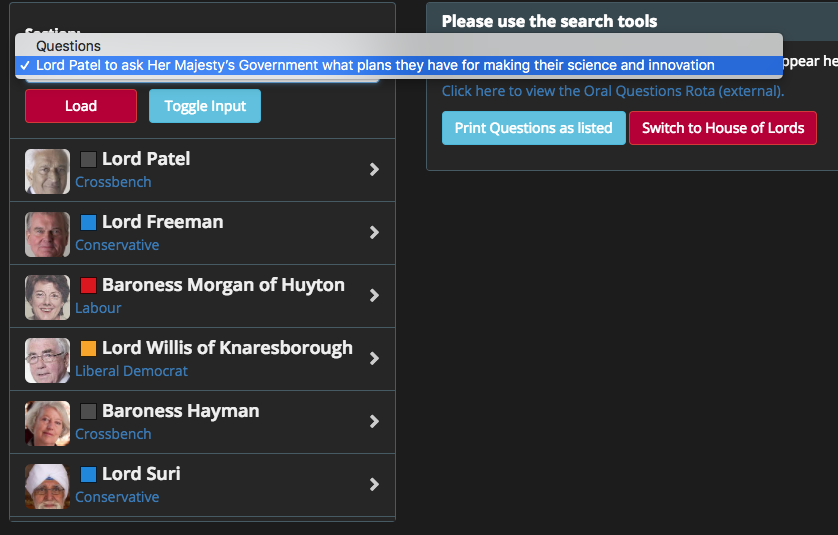 Section:
Questions
✓ Lord Patel to ask Her Majesty's Government what plans they have for making their science and innovation
Load
Toggle Input
Lord Patel
Crossbench
Lord Freeman
Conservative
Baroness Morgan of Huyton
Labour
Lord Willis of Knaresborough
Liberal Democrat
Baroness Hayman
Crossbench
Lord Suri
Conservative
Please use the search tools
ppear he
Click here to view the Oral Questions Rota (external).
Print Questions as listed
Switch to House of Lords